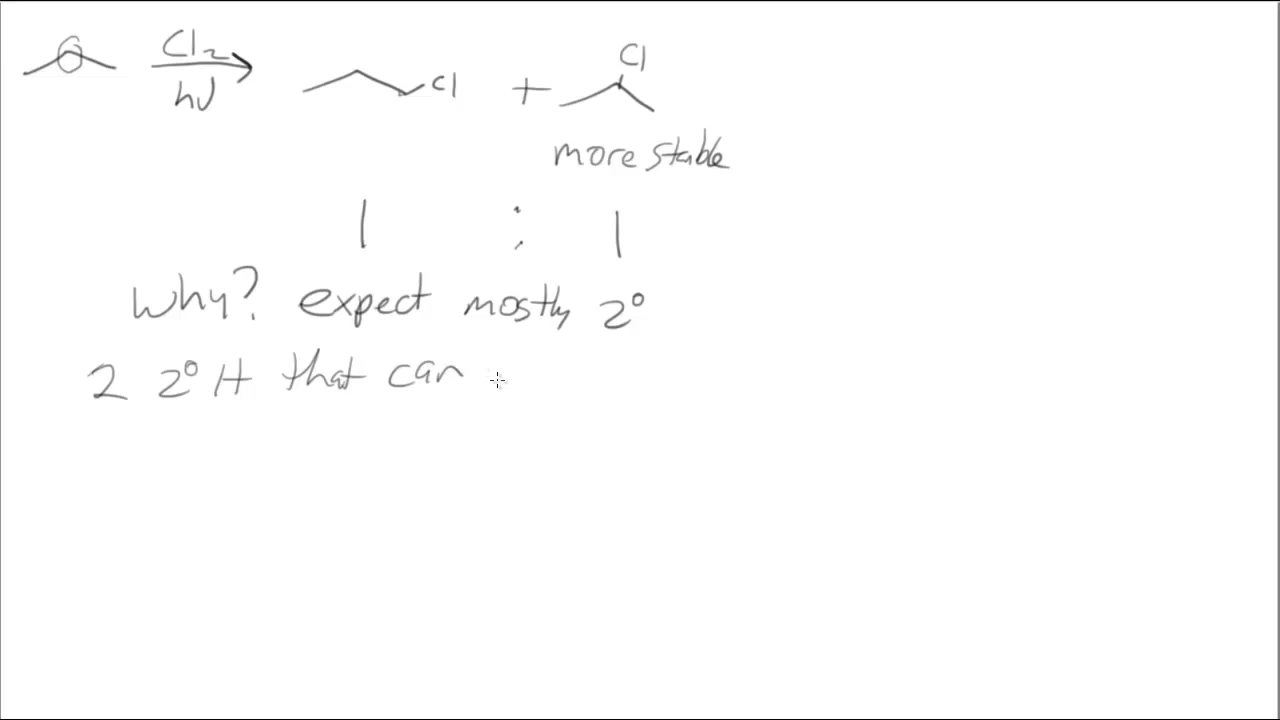 Cl₂
hν
Cl
+
Cl
more stable
1 : 1
Why? expect mostly 2°
2 2° H that can